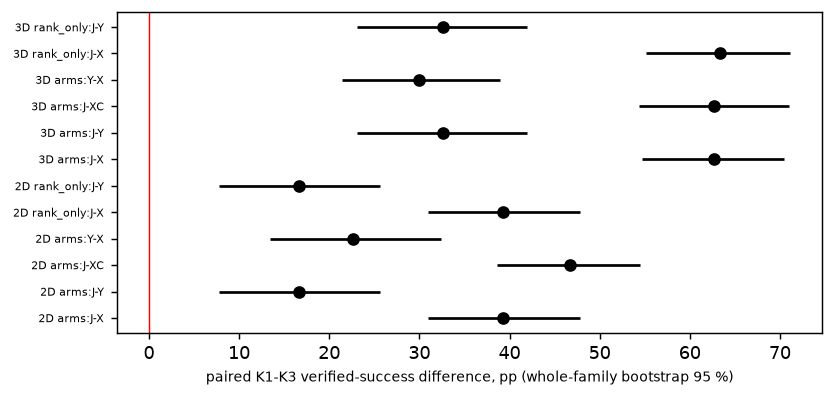 3D rank_only:J-Y
3D rank_only:J-X
3D arms:Y-X
3D arms:J-XC
3D arms:J-Y
3D arms:J-X
2D rank_only:J-Y
2D rank_only:J-X
2D arms:Y-X
2D arms:J-XC
2D arms:J-Y
2D arms:J-X
0 10 20 30 40 50 60 70
paired K1-K3 verified-success difference, pp (whole-family bootstrap 95 %)